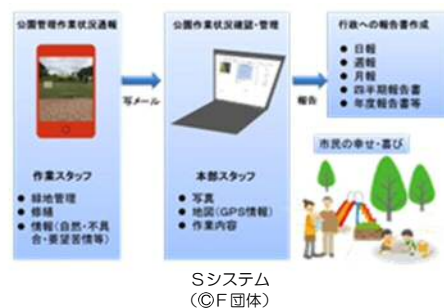 公園管理作業状況通報
写メール
作業スタッフ
● 緑地管理
● 修繕
● 情報(自然・不具
合・要望苦情等)
公園作業状況確認・管理
報告
本部スタッフ
● 写真
● 地図(GPS情報)
● 作業内容
行政への報告書作成
● 日報
● 週報
● 月報
● 四半期報告書
● 年度報告書等
市民の幸せ・喜び
Sシステム
(©F団体)